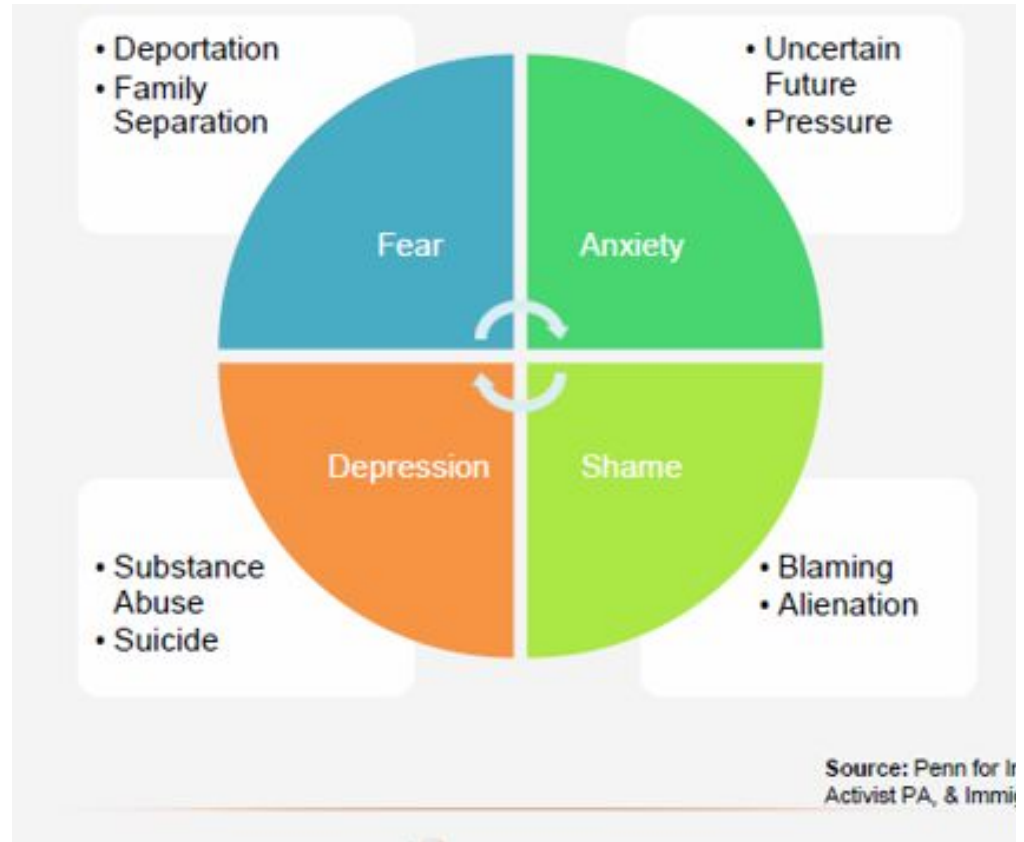 • Deportation
• Family
Separation
• Uncertain
Future
• Pressure
Fear
Anxiety
Depression
Shame
• Substance
Abuse
• Suicide
• Blaming
• Alienation
Source: Penn for
Activist PA, &